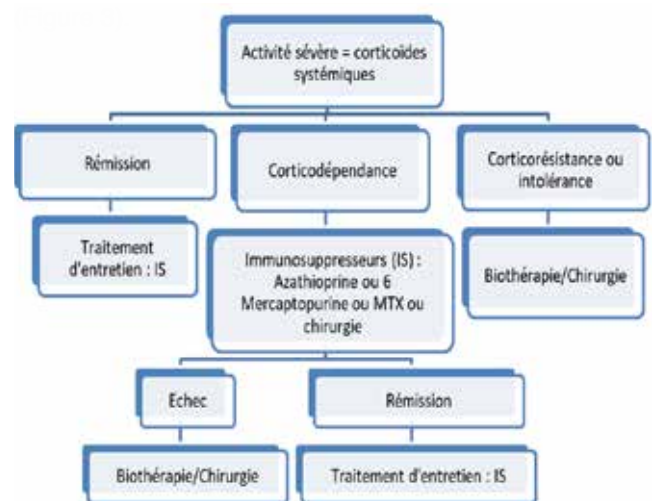 Activité sévère = corticoïdes
systémiques
Rémission
Corticodépendance
Corticorésistance ou
intolérance
Traitement
d'entretien : IS
Immunosuppresseurs (IS) :
Azathioprine ou 6
Mercaptopurine ou MTX ou
chirurgie
Biothérapie/Chirurgie
Echec
Rémission
Biothérapie/Chirurgie
Traitement d'entretien : IS